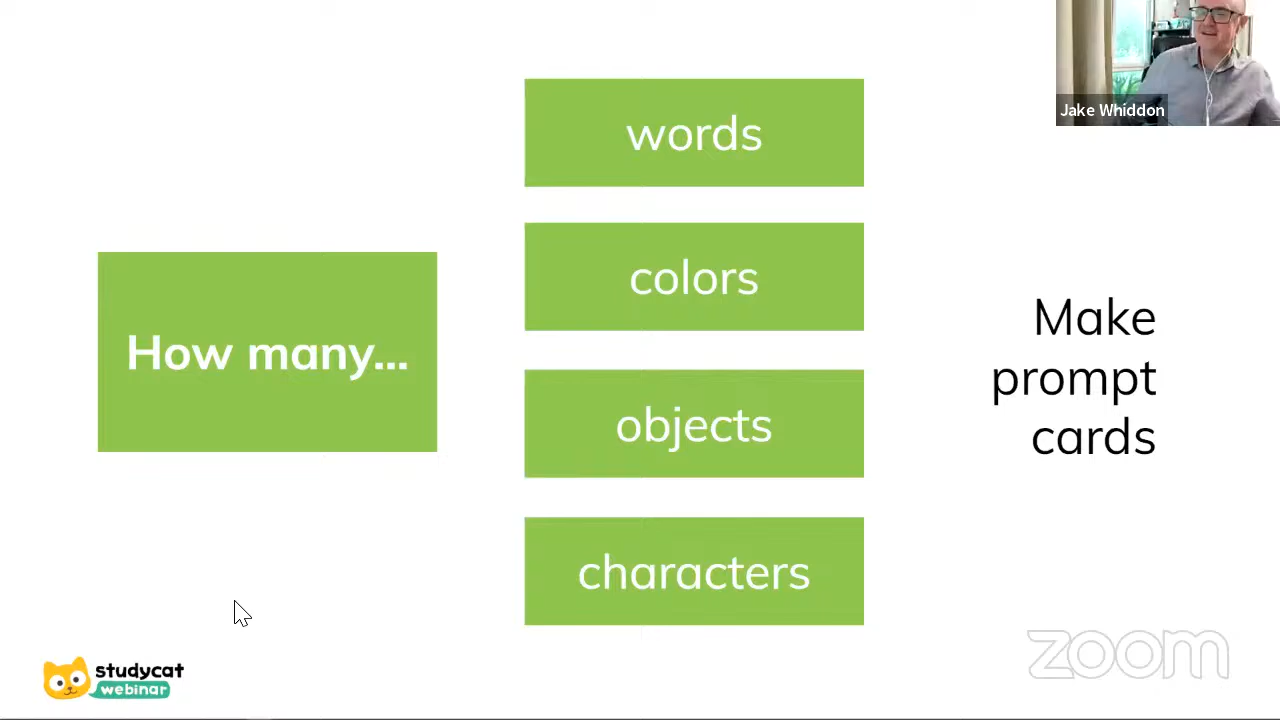 Jake Whiddon
How many...
words
colors
objects
characters
Make
prompt
cards
studycat
webinar
zoom